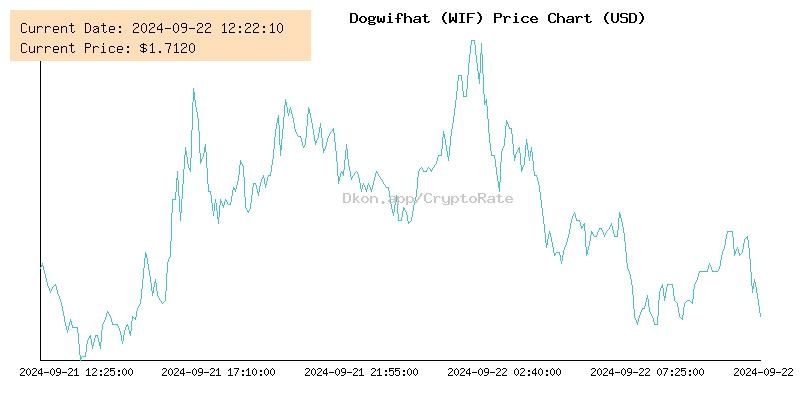 Dogwifhat (WIF) Price Chart (USD)
Current Date: 2024-09-22 12:22:10
Current Price: $1.7120
Dkon.app/CryptoRate
2024-09-21 12:25:00 2024-09-21 17:10:00 2024-09-21 21:55:00 2024-09-22 02:40:00 2024-09-22 07:25:00 2024-09-22